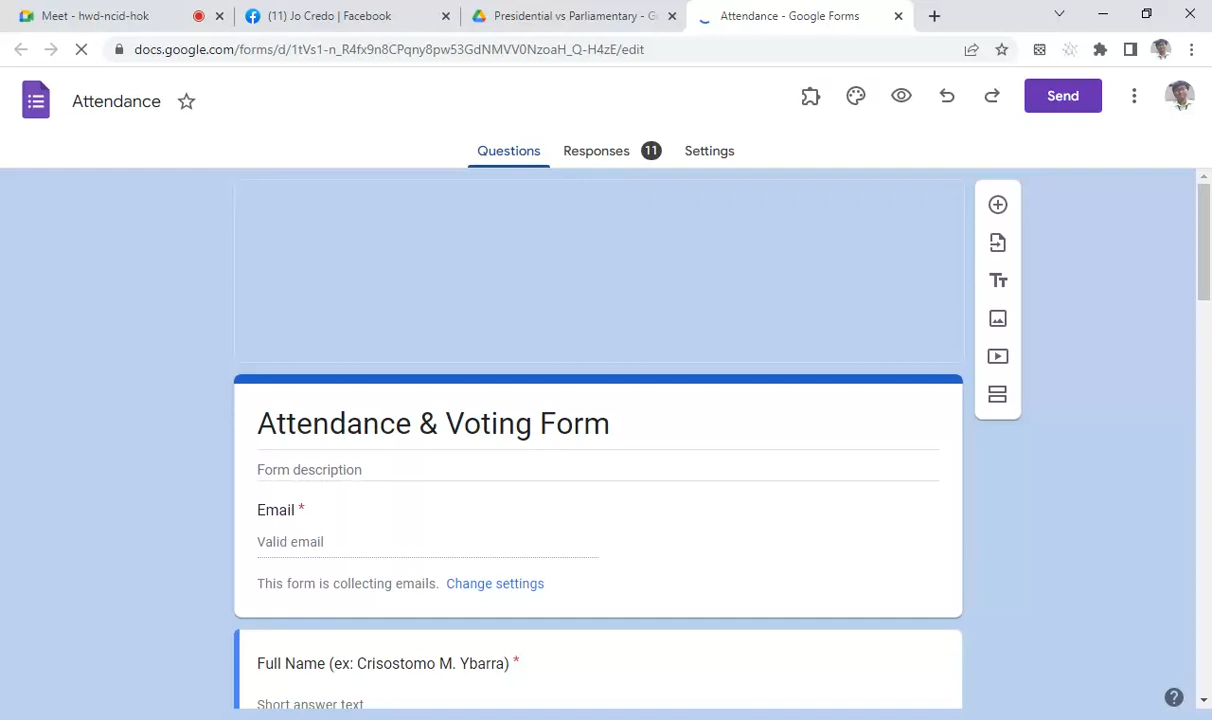 Meet - hwd-ncid-hok
(11) Jo Credo | Facebook
Presidential vs Parliamentary - G
Attendance - Google Forms
docs.google.com/forms/d/1tVs1-n_R4fx9n8CPqny8pw53GdNMVV0NzoaH_Q-H4zE/edit
Attendance
Send
Questions
Responses 11
Settings
Tt
Attendance & Voting Form
Form description
Email *
Valid email
This form is collecting emails. Change settings
Full Name (ex: Crisostomo M. Ybarra) *
Short answer text